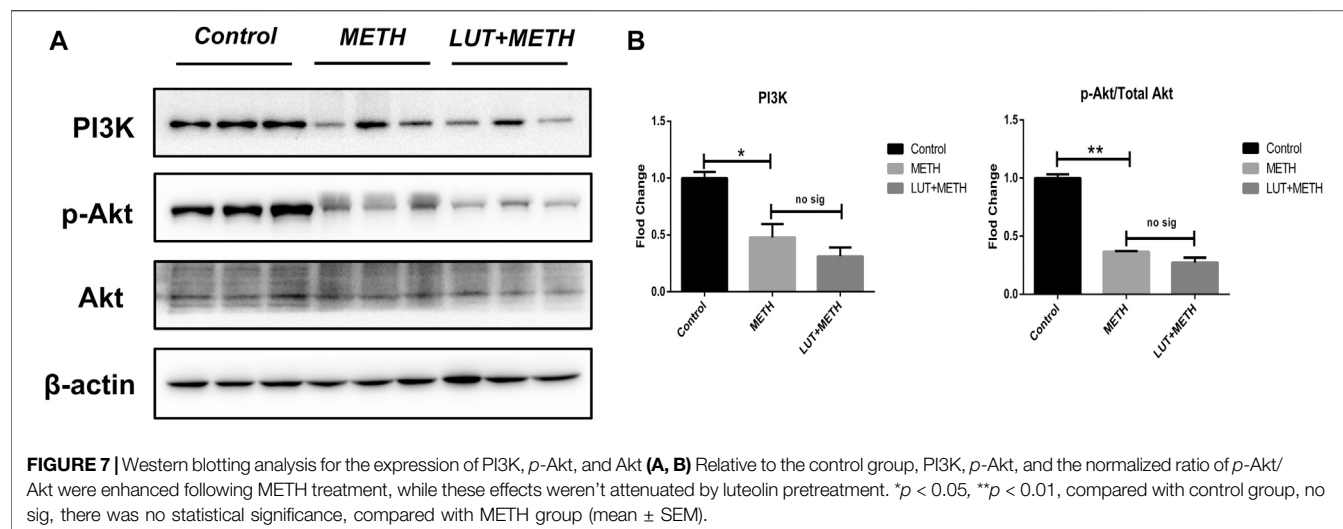 A
Control METH LUT+METH
PI3K
p-Akt
Akt
β-actin
B
PI3K
1.5
1.0
0.5
0.0
Flod Change
*
no sig
Control
METH
LUT+METH
Control
METH
LUT+METH
p-Akt/Total Akt
1.5
1.0
0.5
0.0
Flod Change
**
no sig
Control
METH
LUT+METH
Control
METH
LUT+METH
FIGURE 7 | Western blotting analysis for the expression of PI3K, p-Akt, and Akt (A, B) Relative to the control group, PI3K, p-Akt, and the normalized ratio of p-Akt/
Akt were enhanced following METH treatment, while these effects weren't attenuated by luteolin pretreatment. *p < 0.05, **p < 0.01, compared with control group, no
sig, there was no statistical significance, compared with METH group (mean ± SEM).